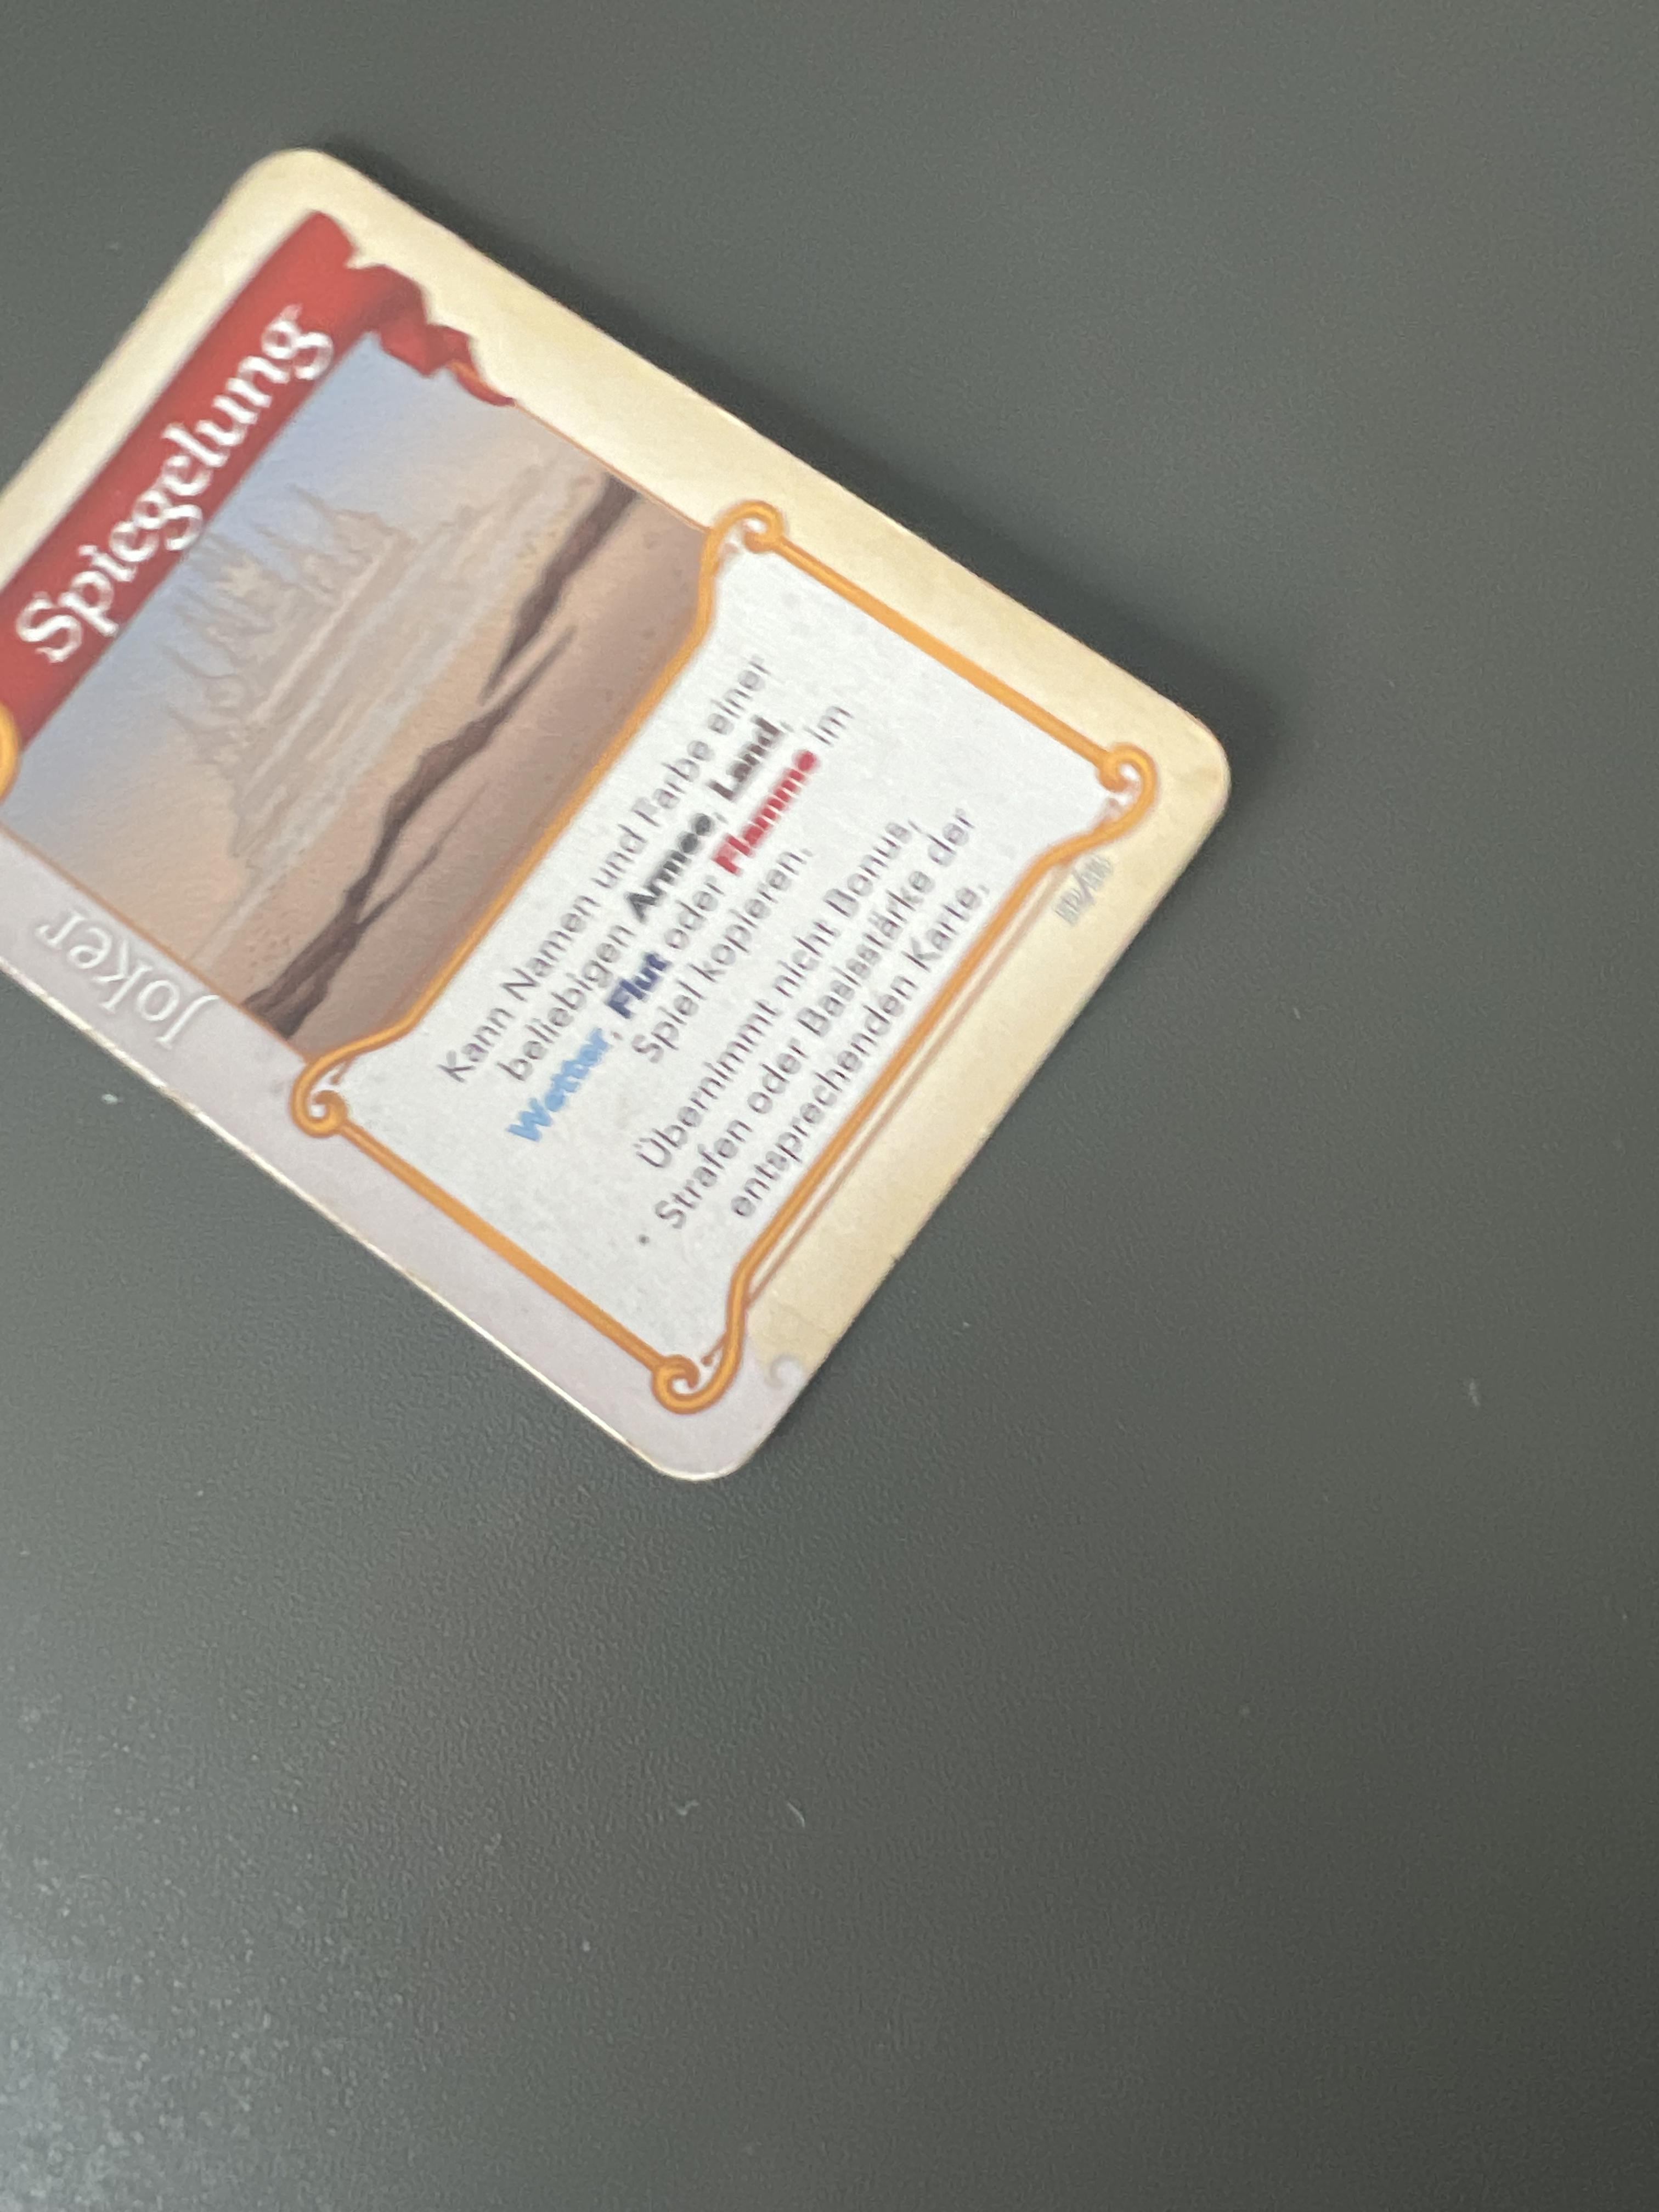 Spiegelung
Joker
Kann Namen und Farbe einer
beliebigen Armee, Land,
Wetter, Flut oder Flamme im
Spiel kopieren.
Übernimmt nicht Bonus,
• Strafen oder Basisstärke der
entsprechenden Karte.